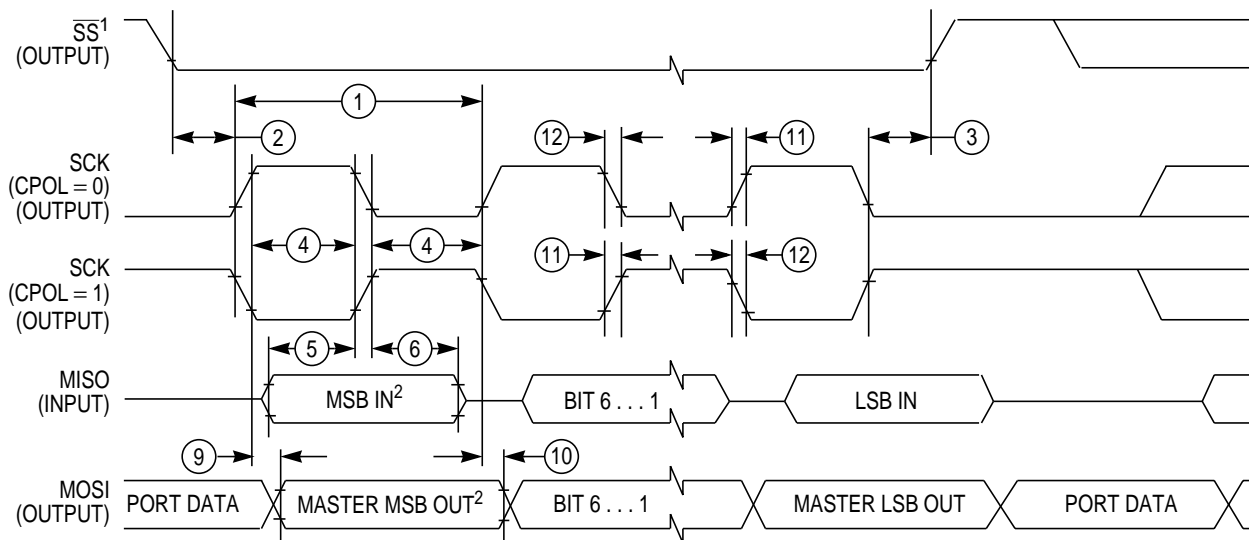 SS¹
(OUTPUT)
1
2
12
11
3
SCK
(CPOL = 0)
(OUTPUT)
4
4
SCK
(CPOL = 1)
(OUTPUT)
11
12
5
6
MISO
(INPUT)
MSB IN²
BIT 6 . . . 1
LSB IN
9
10
MOSI
(OUTPUT)
PORT DATA
MASTER MSB OUT²
BIT 6 . . . 1
MASTER LSB OUT
PORT DATA